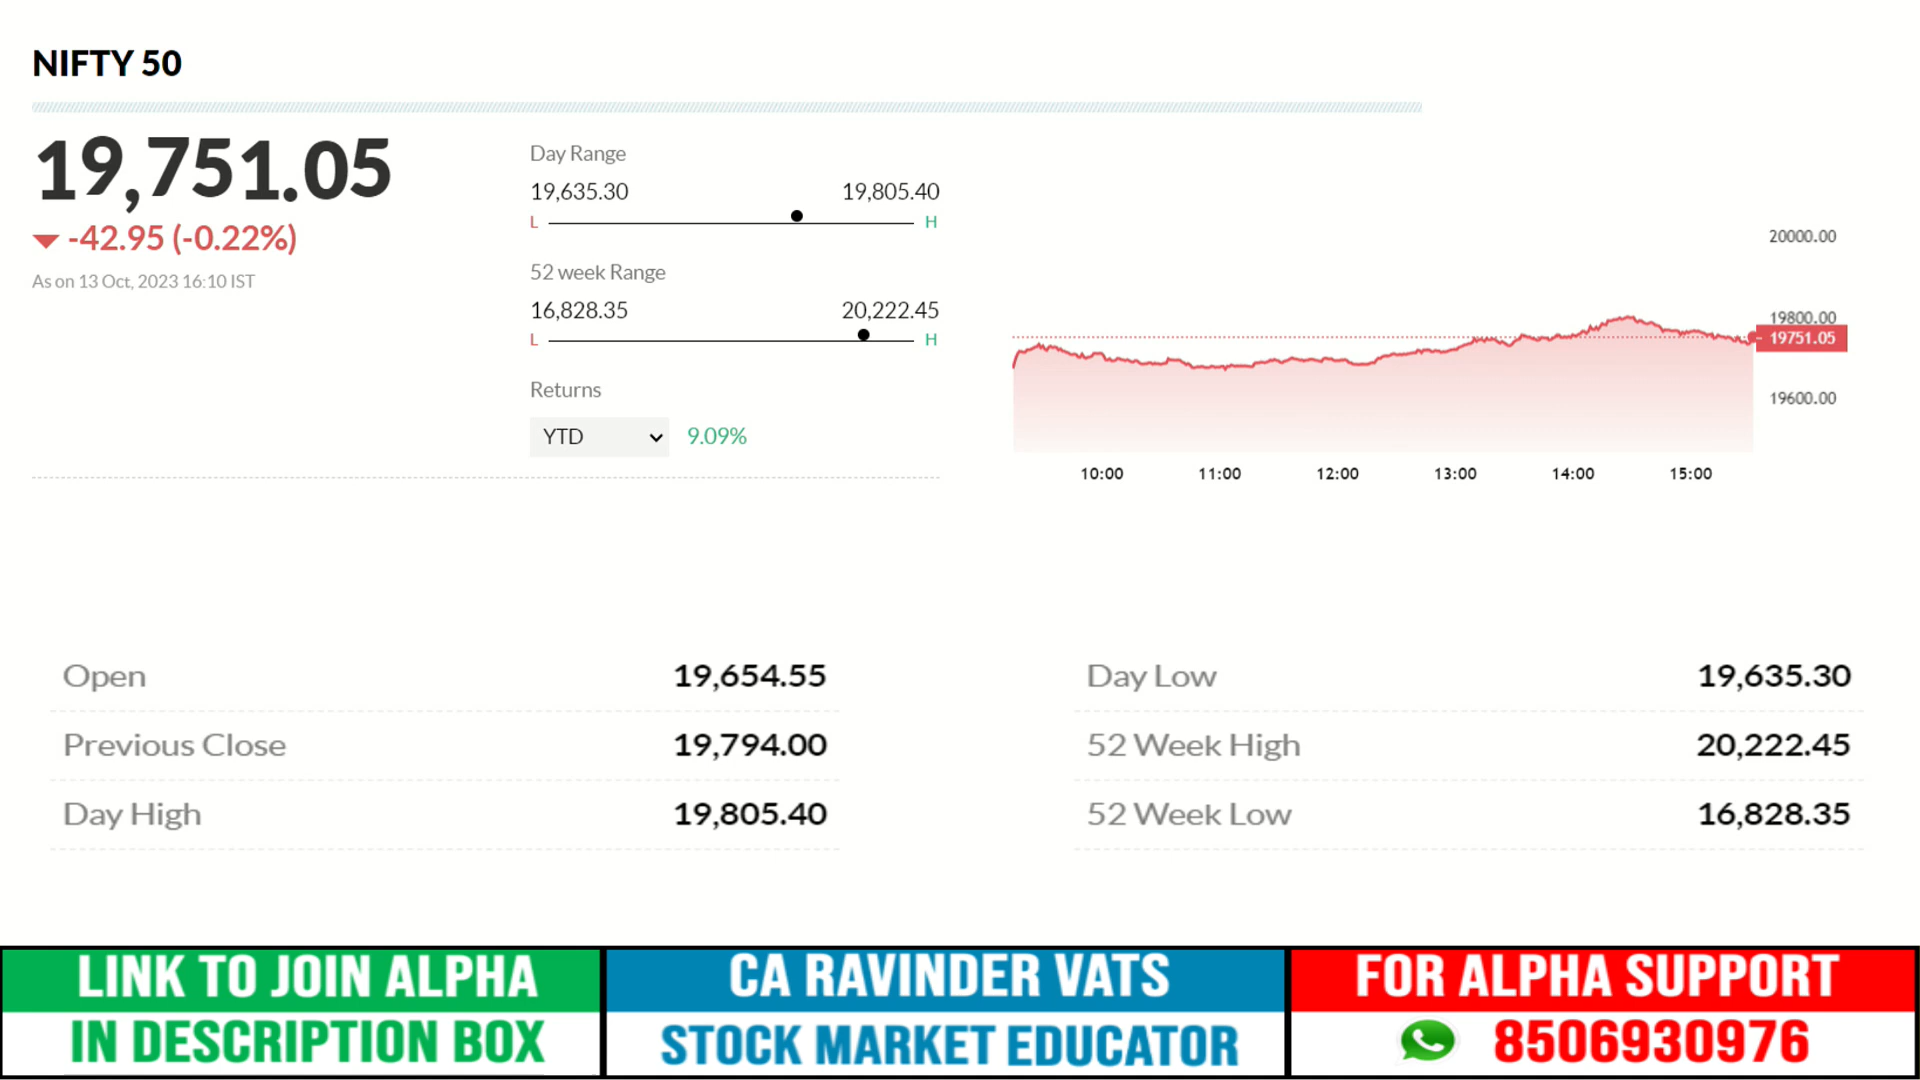 NIFTY 50
19,751.05
-42.95 (-0.22%)
As on 13 Oct, 2023 16:10 IST
Day Range
19,635.30 19,805.40
L H
52 week Range
16,828.35 20,222.45
L H
Returns
YTD 9.09%
20000.00
19800.00
19751.05
19600.00
10:00 11:00 12:00 13:00 14:00 15:00
Open 19,654.55
Previous Close 19,794.00
Day High 19,805.40
Day Low 19,635.30
52 Week High 20,222.45
52 Week Low 16,828.35
LINK TO JOIN ALPHA
IN DESCRIPTION BOX
CA RAVINDER VATS
STOCK MARKET EDUCATOR
FOR ALPHA SUPPORT
8506930976